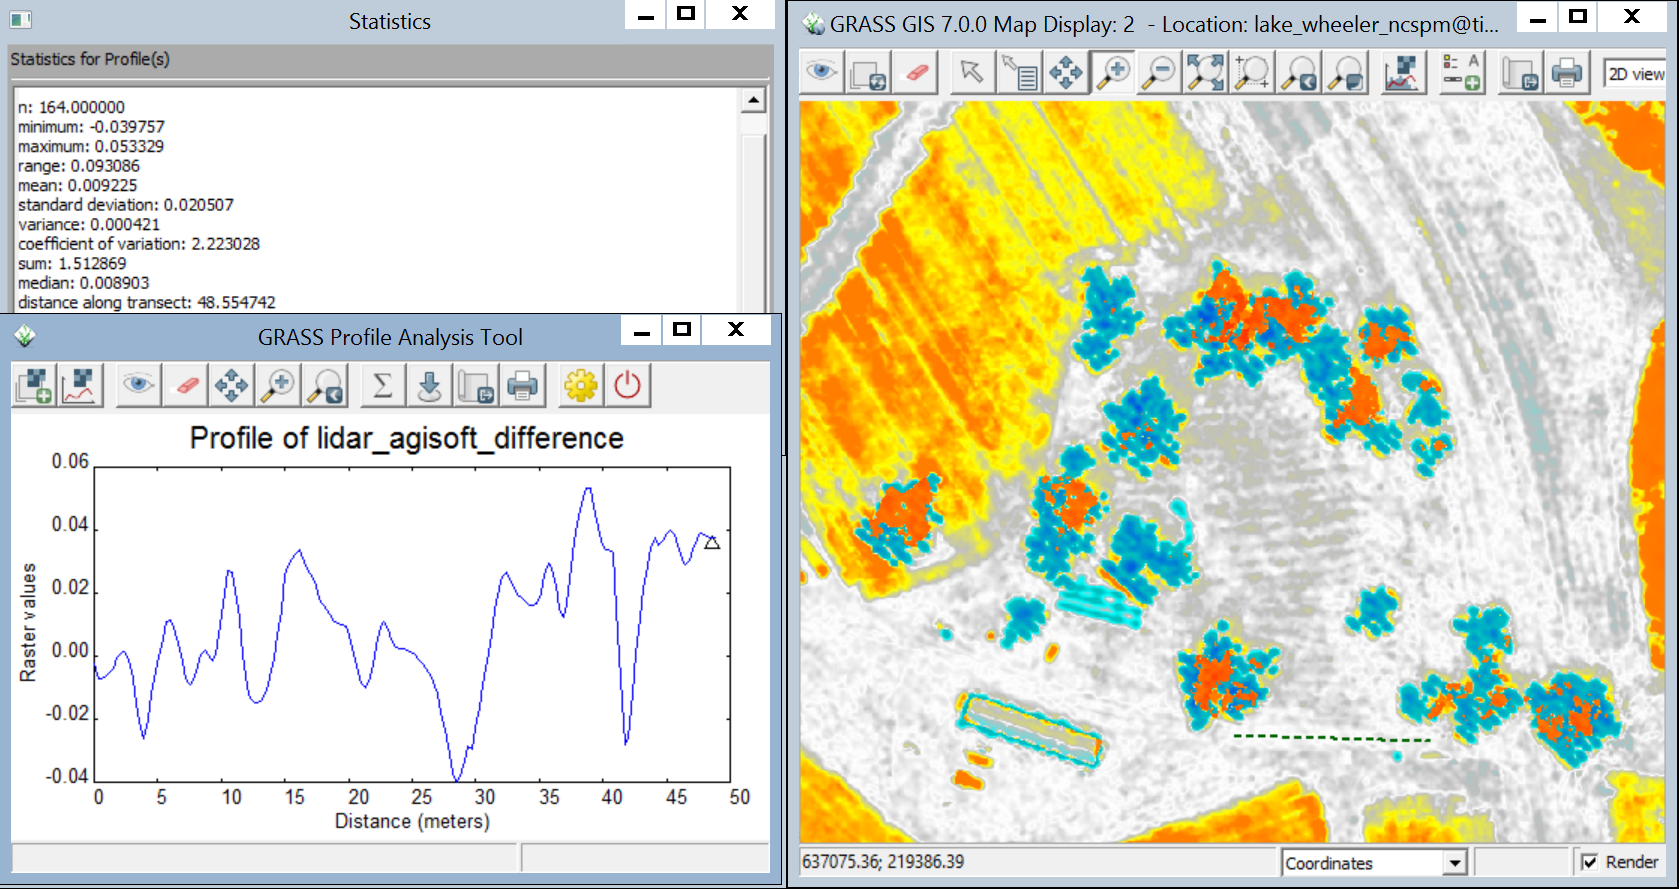 Statistics
Statistics for Profile(s)
n: 164.000000
minimum: -0.039757
maximum: 0.053329
range: 0.093086
mean: 0.009225
standard deviation: 0.020507
variance: 0.000421
coefficient of variation: 2.223028
sum: 1.512869
median: 0.008903
distance along transect: 48.554742
GRASS Profile Analysis Tool
Profile of lidar_agisoft_difference
0.06
0.04
0.02
0.00
-0.02
-0.04
Raster values
0 5 10 15 20 25 30 35 40 45 50
Distance (meters)
GRASS GIS 7.0.0 Map Display: 2 - Location: lake_wheeler_ncspm@ti...
A
2D view
637075.36; 219386.39
Coordinates
Render